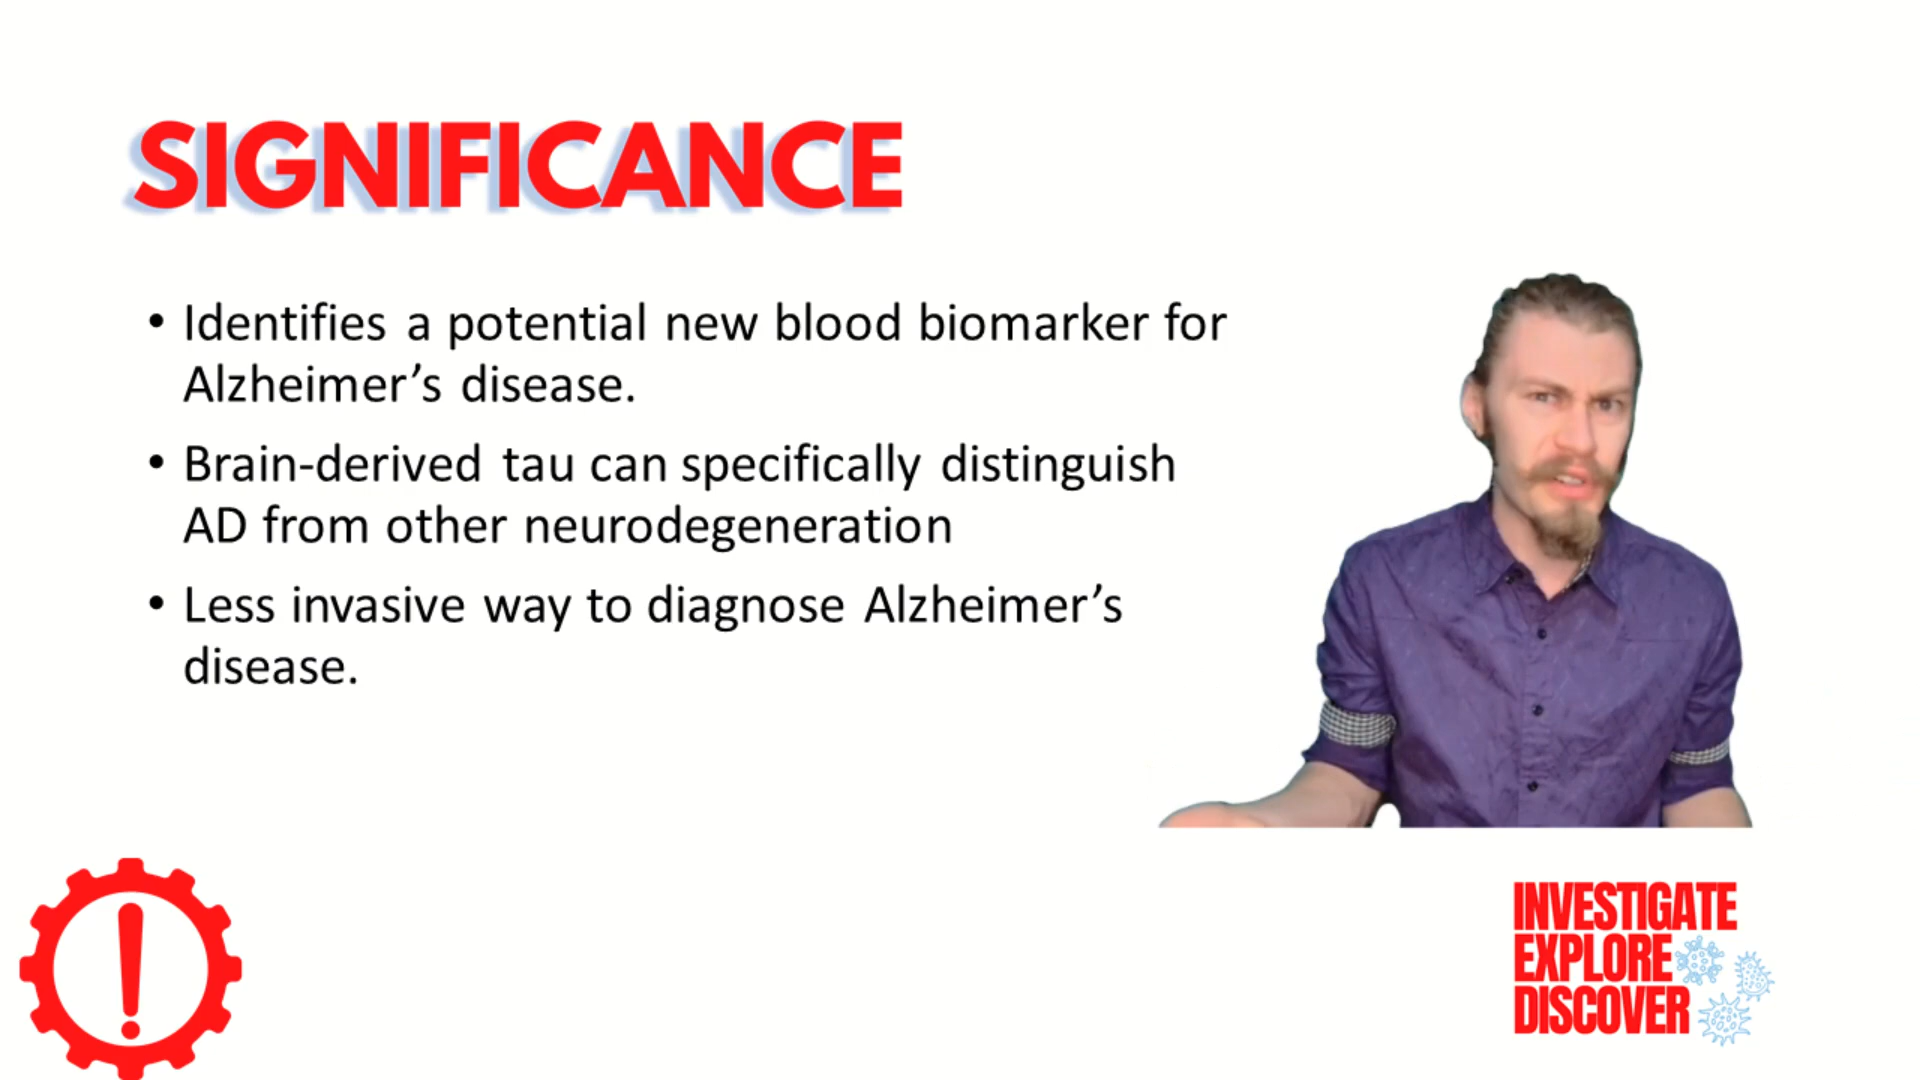 SIGNIFICANCE
• Identifies a potential new blood biomarker for
Alzheimer’s disease.
• Brain-derived tau can specifically distinguish
AD from other neurodegeneration
• Less invasive way to diagnose Alzheimer’s
disease.
!
INVESTIGATE
EXPLORE
DISCOVER